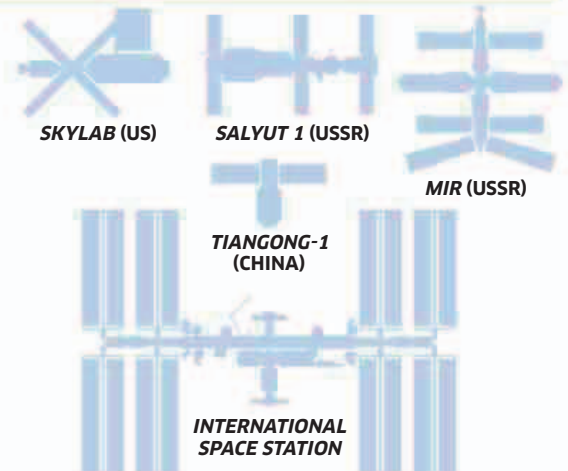 SKYLAB (US)
SALYUT 1 (USSR)
MIR (USSR)
TIANGONG-1
(CHINA)
INTERNATIONAL
SPACE STATION